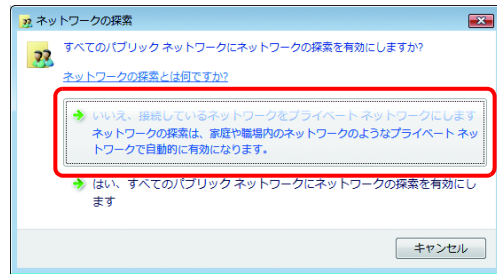 ネットワークの探索
すべてのパブリック ネットワークにネットワークの探索を有効にしますか?
ネットワークの探索とは何ですか?
いいえ、接続しているネットワークをプライベート ネットワークにします
ネットワークの探索は、家庭や職場内のネットワークのようなプライベート ネッ
トワークで自動的に有効になります。
はい、すべてのパブリック ネットワークにネットワークの探索を有効にし
ます
キャンセル